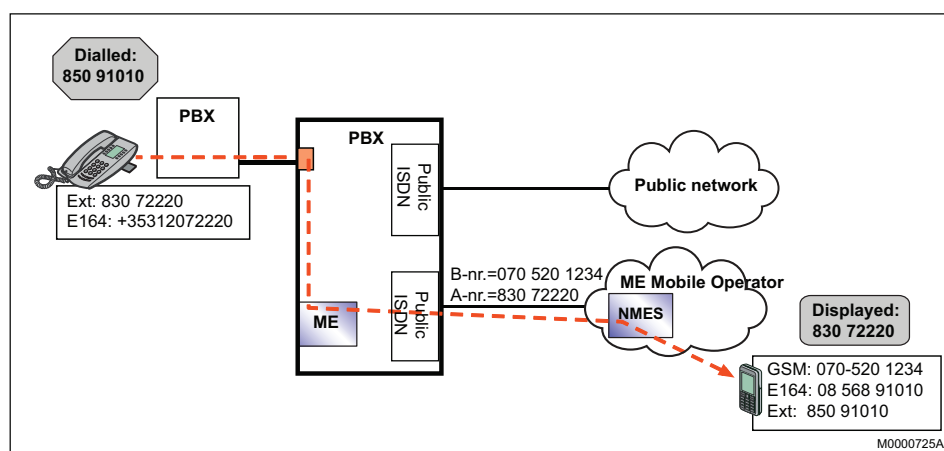 Dialled:
850 91010
PBX
Ext: 830 72220
E164: +35312072220
PBX
Public
ISDN
Public network
Public
ISDN
ME
B-nr.=070 520 1234
A-nr.=830 72220
ME Mobile Operator
NMES
Displayed:
830 72220
GSM: 070-520 1234
E164: 08 568 91010
Ext:  850 91010
M0000725A